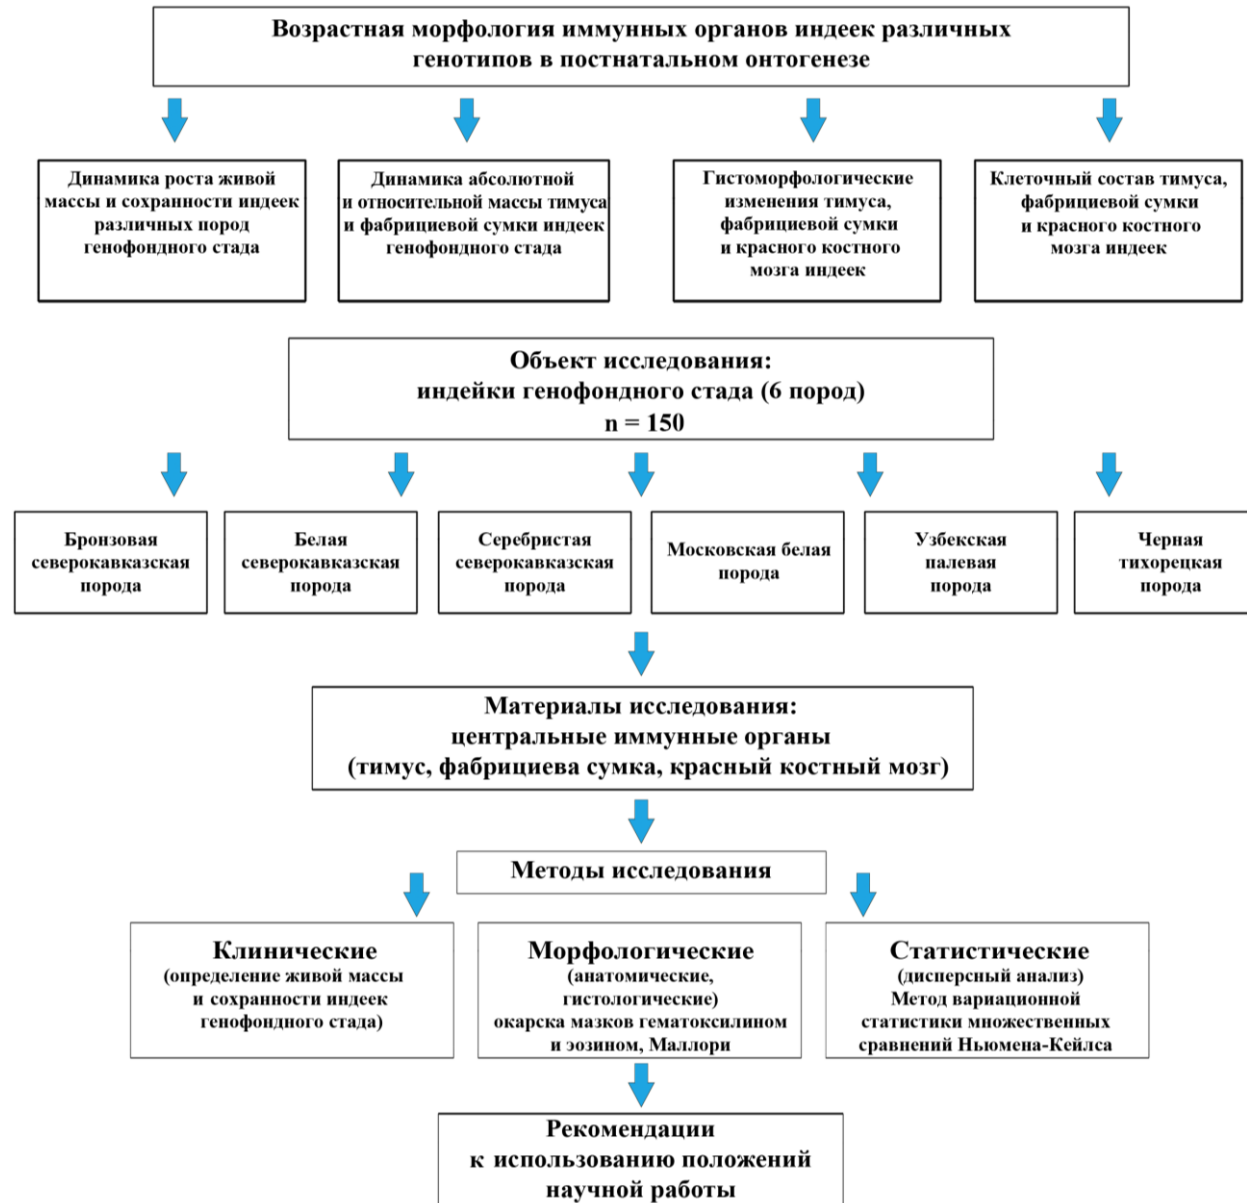 Возрастная морфология иммунных органов индеек различных
генотипов в постнатальном онтогенезе
Динамика роста живой
массы и сохранности индеек
различных пород
генофондного стада
Динамика абсолютной
и относительной массы тимуса
и фабрициевой сумки индеек
генофондного стада
Гистоморфологические
изменения тимуса,
фабрициевой сумки
и красного костного
мозга индеек
Клеточный состав тимуса,
фабрициевой сумки
и красного костного
мозга индеек
Объект исследования:
индейки генофондного стада (6 пород)
n = 150
Бронзовая
северокавказская
порода
Белая
северокавказская
порода
Серебристая
северокавказская
порода
Московская белая
порода
Узбекская
палевая
порода
Черная
тихорецкая
порода
Материалы исследования:
центральные иммунные органы
(тимус, фабрициева сумка, красный костный мозг)
Методы исследования
Клинические
(определение живой массы
и сохранности индеек
генофондного стада)
Морфологические
(анатомические,
гистологические)
окарска мазков гематоксилином
и эозином, Маллори
Статистические
(дисперсный анализ)
Метод вариационной
статистики множественных
сравнений Ньюмена-Кейлса
Рекомендации
к использованию положений
научной работы